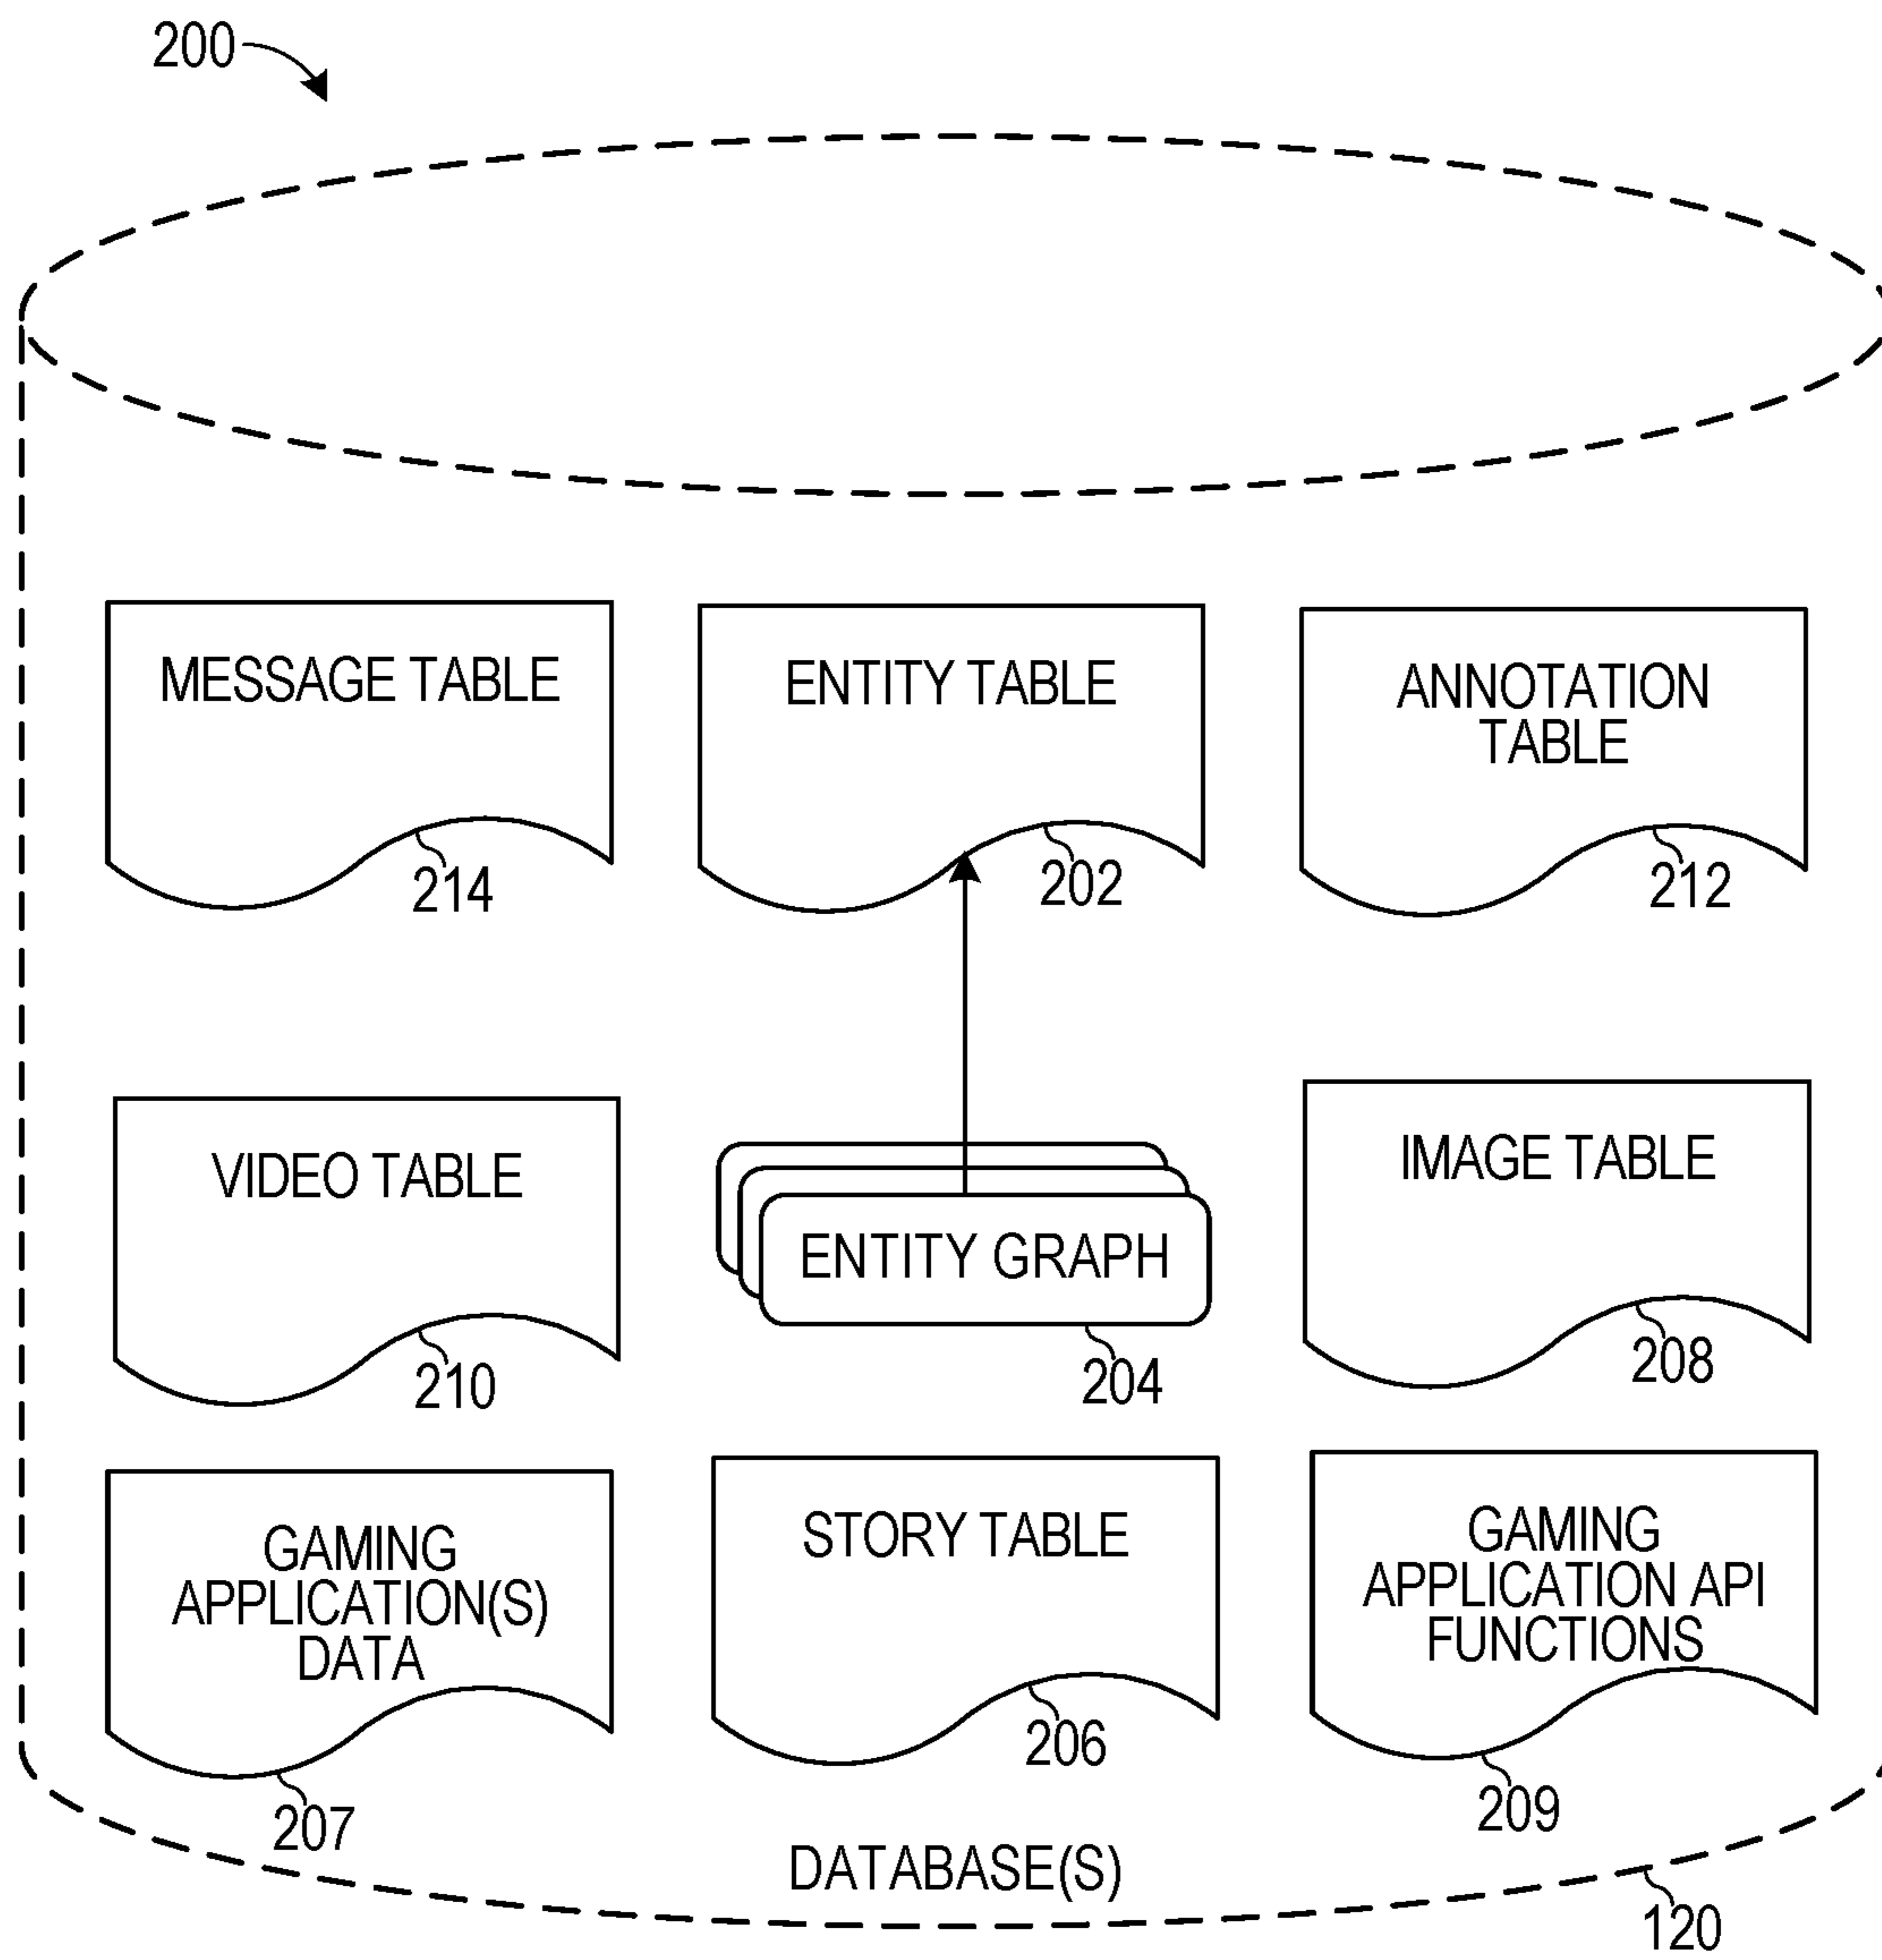 200
MESSAGE TABLE
214
ENTITY TABLE
202
ANNOTATION
TABLE
212
VIDEO TABLE
210
ENTITY GRAPH
204
IMAGE TABLE
208
GAMING
APPLICATION(S)
DATA
207
STORY TABLE
206
GAMING
APPLICATION API
FUNCTIONS
209
DATABASE(S)
120